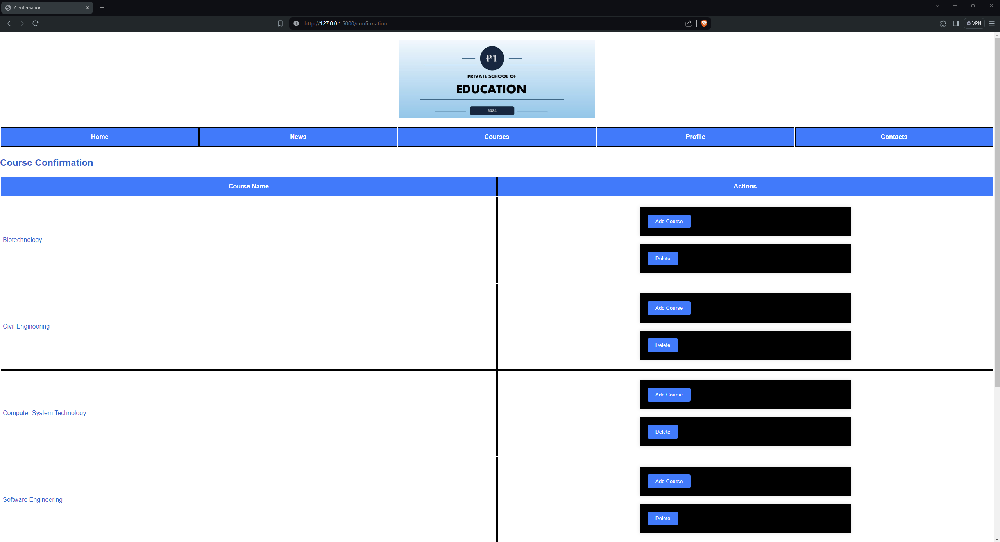 Confirmation
http://127.0.0.1:5000/confirmation
VPN
P1
PRIVATE SCHOOL OF
EDUCATION
2024
Home News Courses Profile Contacts
Course Confirmation
Course Name Actions
Biotechnology
Add Course
Delete
Civil Engineering
Add Course
Delete
Computer System Technology
Add Course
Delete
Software Engineering
Add Course
Delete